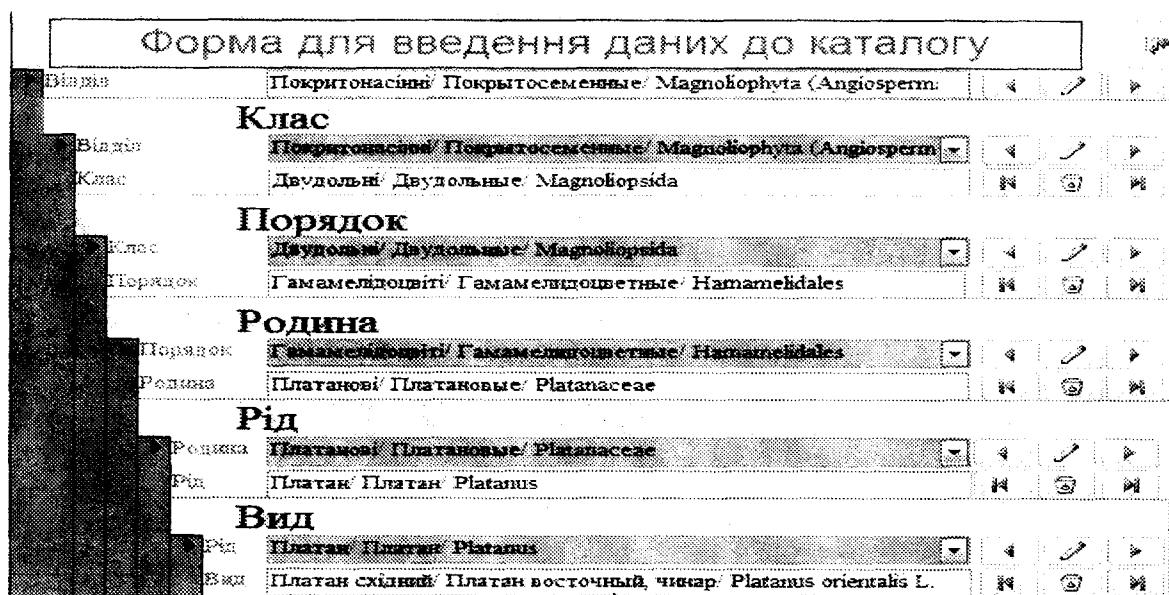 Форма для введення даних до каталогу
Відділ Покритонасінні/ Покрытосеменные/ Magnoliophyta (Angiosperm:
Клас
Відділ Покритонасінні/ Покрытосеменные/ Magnoliophyta (Angiosperm
Клас Двудольні/ Двудольные/ Magnoliopsida
Порядок
Клас Двудольні/ Двудольные/ Magnoliopsida
Порядок Гамамелідоцвіті/ Гамамелидоцветные/ Hamamelidales
Родина
Порядок Гамамелідоцвіті/ Гамамелидоцветные/ Hamamelidales
Родина Платанові/ Платановые/ Platanaceae
Рід
Родина Платанові/ Платановые/ Platanaceae
Рід Платан/ Платан/ Platanus
Вид
Рід Платан/ Платан/ Platanus
Вид Платан східний/ Платан восточный, чинар/ Platanus orientalis L.